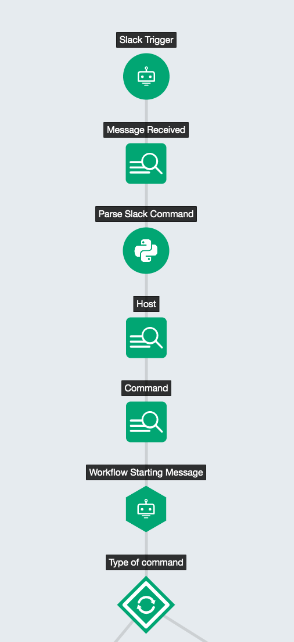 Slack Trigger
Message Received
Parse Slack Command
Host
Command
Workflow Starting Message
Type of command